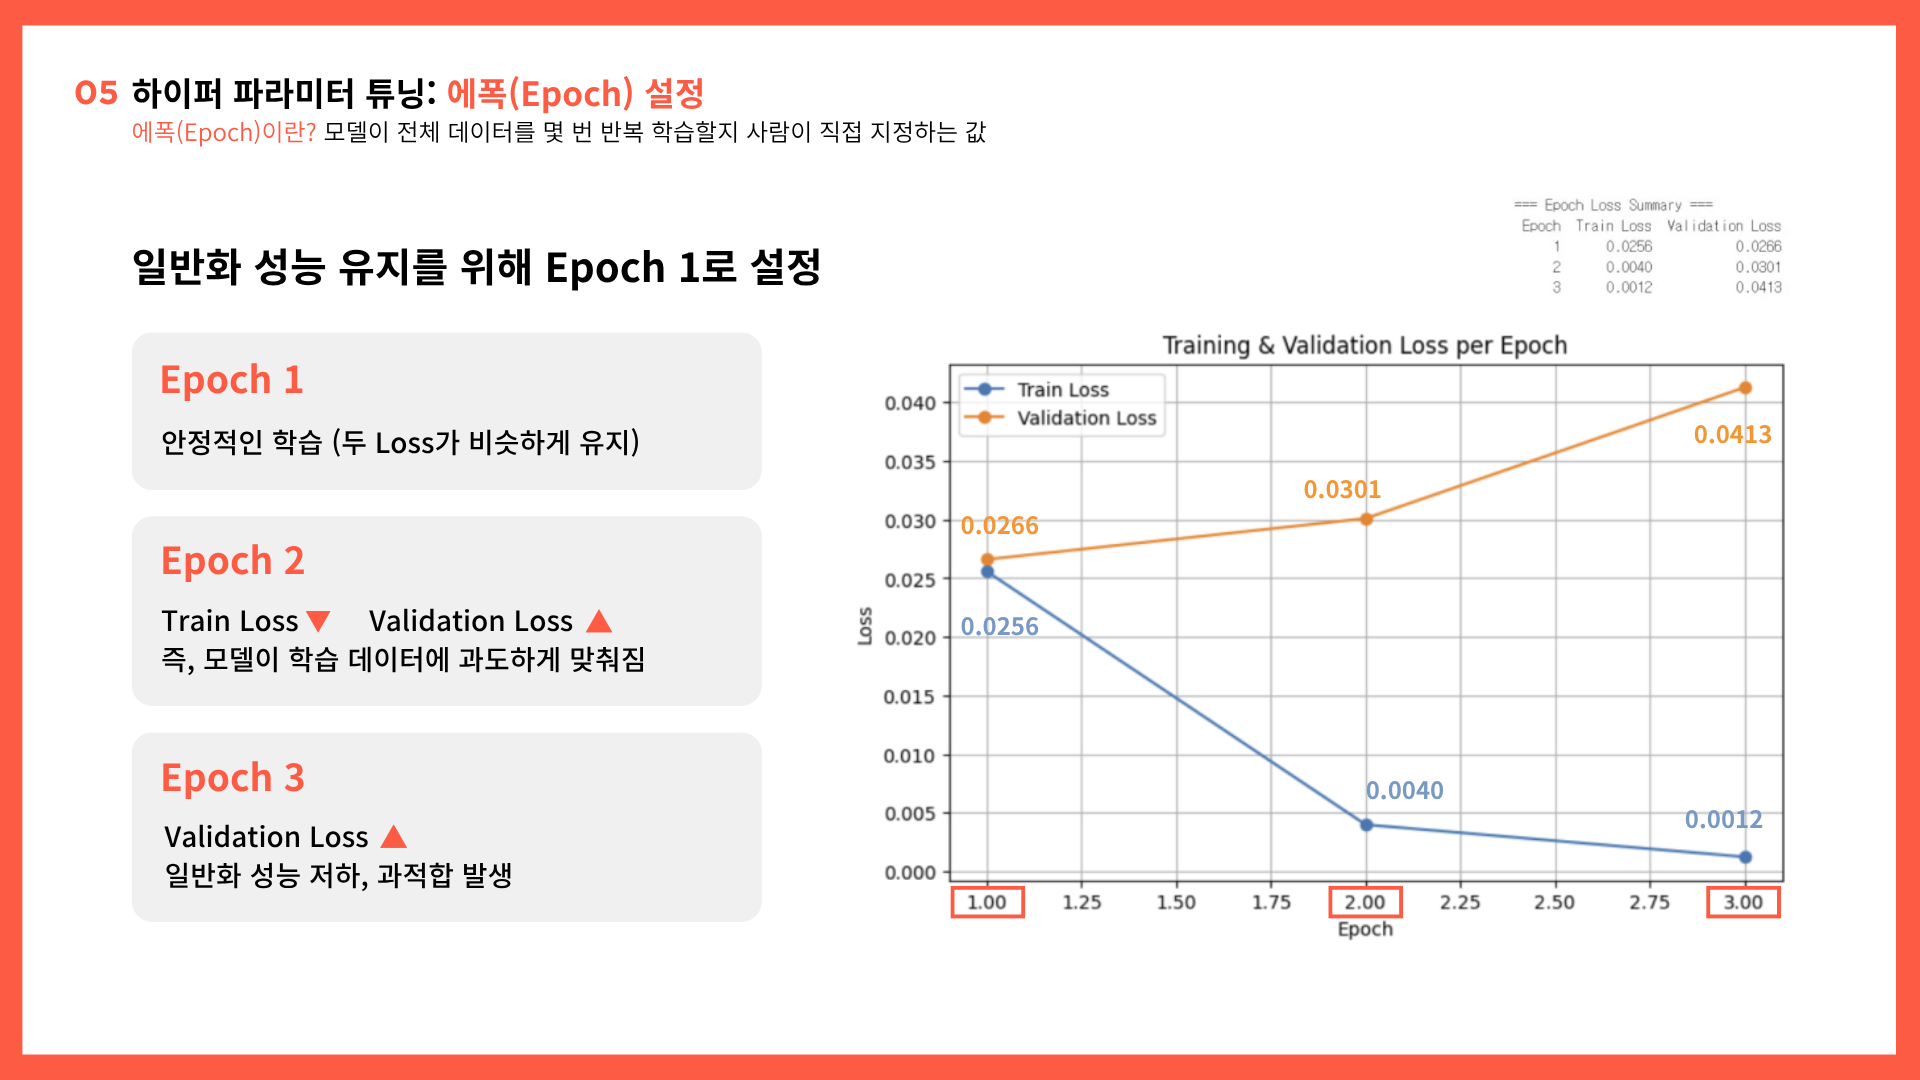 05 하이퍼 파라미터 튜닝: 에폭(Epoch) 설정
에폭(Epoch)이란? 모델이 전체 데이터를 몇 번 반복 학습할지 사람이 직접 지정하는 값
일반화 성능 유지를 위해 Epoch 1로 설정
Epoch 1
안정적인 학습 (두 Loss가 비슷하게 유지)
Epoch 2
Train Loss ▼ Validation Loss ▲
즉, 모델이 학습 데이터에 과도하게 맞춰짐
Epoch 3
Validation Loss ▲
일반화 성능 저하, 과적합 발생
=== Epoch Loss Summary ===
Epoch Train Loss Validation Loss
1 0.0256 0.0266
2 0.0040 0.0301
3 0.0012 0.0413
Training & Validation Loss per Epoch
Train Loss
Validation Loss
0.040
0.035
0.030
0.025
0.020
0.015
0.010
0.005
0.000
Loss
0.0266
0.0301
0.0413
0.0256
0.0040
0.0012
1.00 1.25 1.50 1.75 2.00 2.25 2.50 2.75 3.00
Epoch